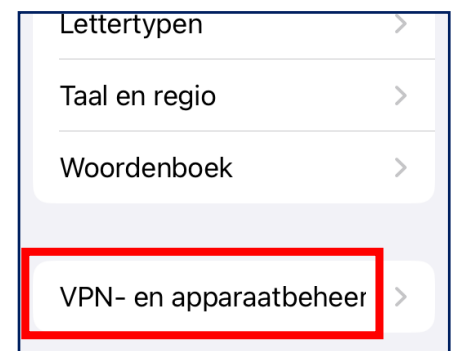 Lettertypen
Taal en regio
Woordenboek
VPN- en apparaatbeheer